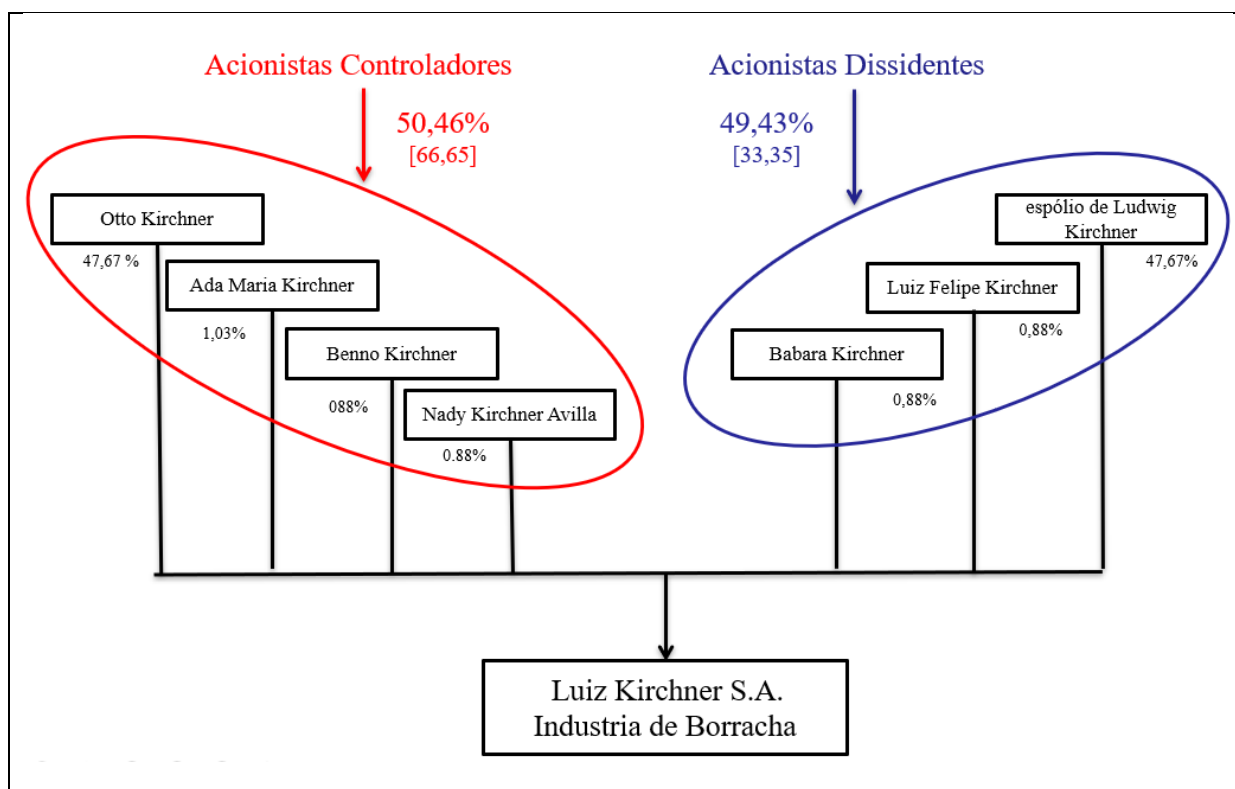 Acionistas Controladores
50,46%
[66,65]
Acionistas Dissidentes
49,43%
[33,35]
Otto Kirchner
47,67 %
Ada Maria Kirchner
1,03%
Benno Kirchner
088%
Nady Kirchner Avilla
0.88%
espólio de Ludwig
Kirchner
47,67%
Luiz Felipe Kirchner
0,88%
Babara Kirchner
0,88%
Luiz Kirchner S.A.
Industria de Borracha